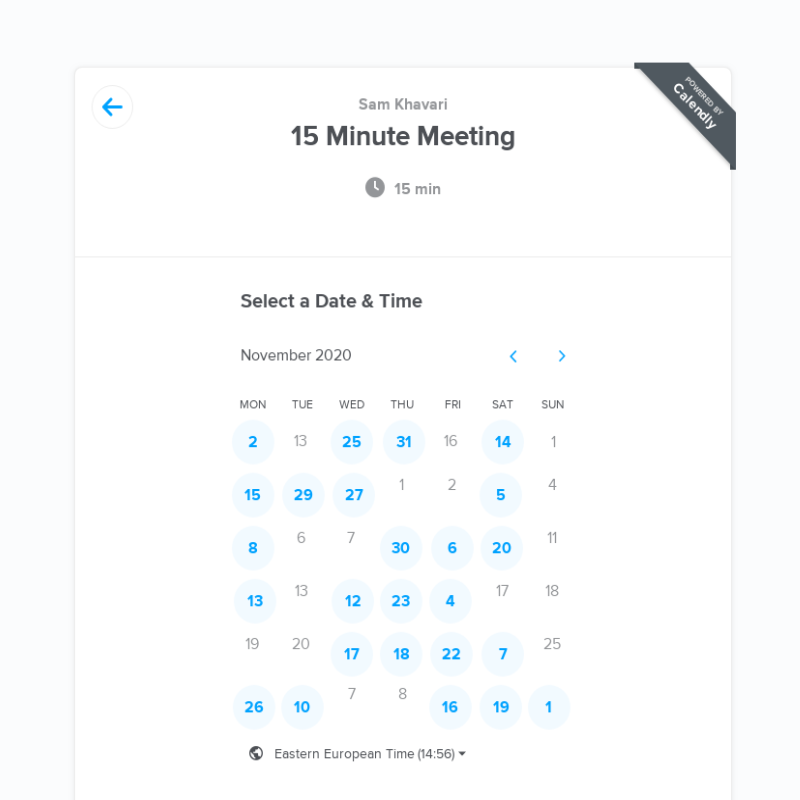 POWERED BY
Calendly
Sam Khavari
15 Minute Meeting
15 min
Select a Date & Time
November 2020
MON TUE WED THU FRI SAT SUN
2 13 25 31 16 14 1
15 29 27 1 2 5 4
8 6 7 30 6 20 11
13 13 12 23 4 17 18
19 20 17 18 22 7 25
26 10 7 8 16 19 1
Eastern European Time (14:56)